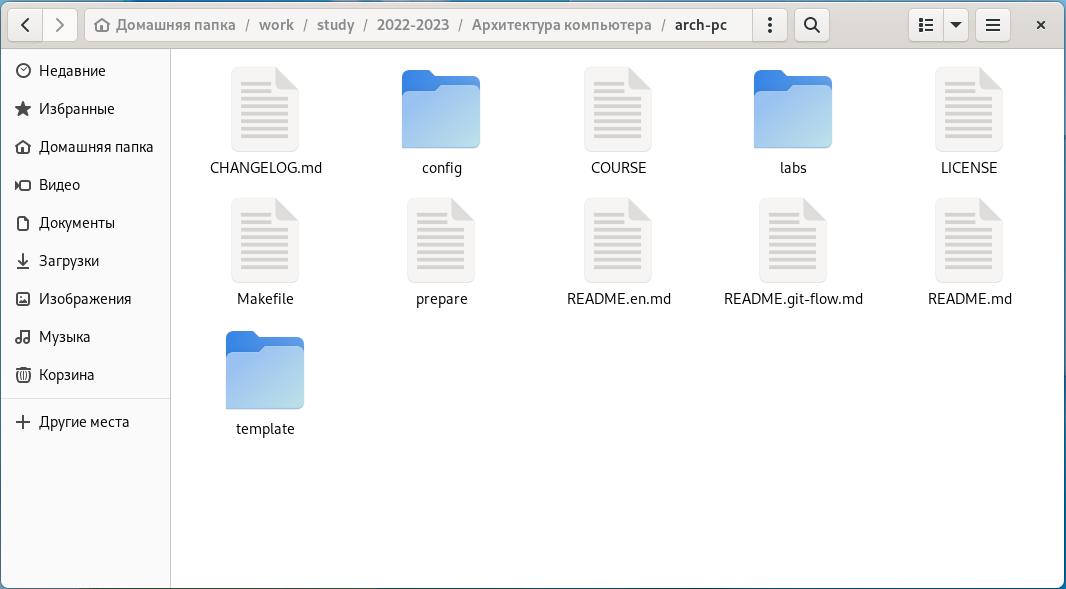 Домашняя папка / work / study / 2022-2023 / Архитектура компьютера / arch-pc
Недавние
Избранные
Домашняя папка
Видео
Документы
Загрузки
Изображения
Музыка
Корзина
Другие места
CHANGELOG.md config COURSE labs LICENSE
Makefile prepare README.en.md README.git-flow.md README.md
template